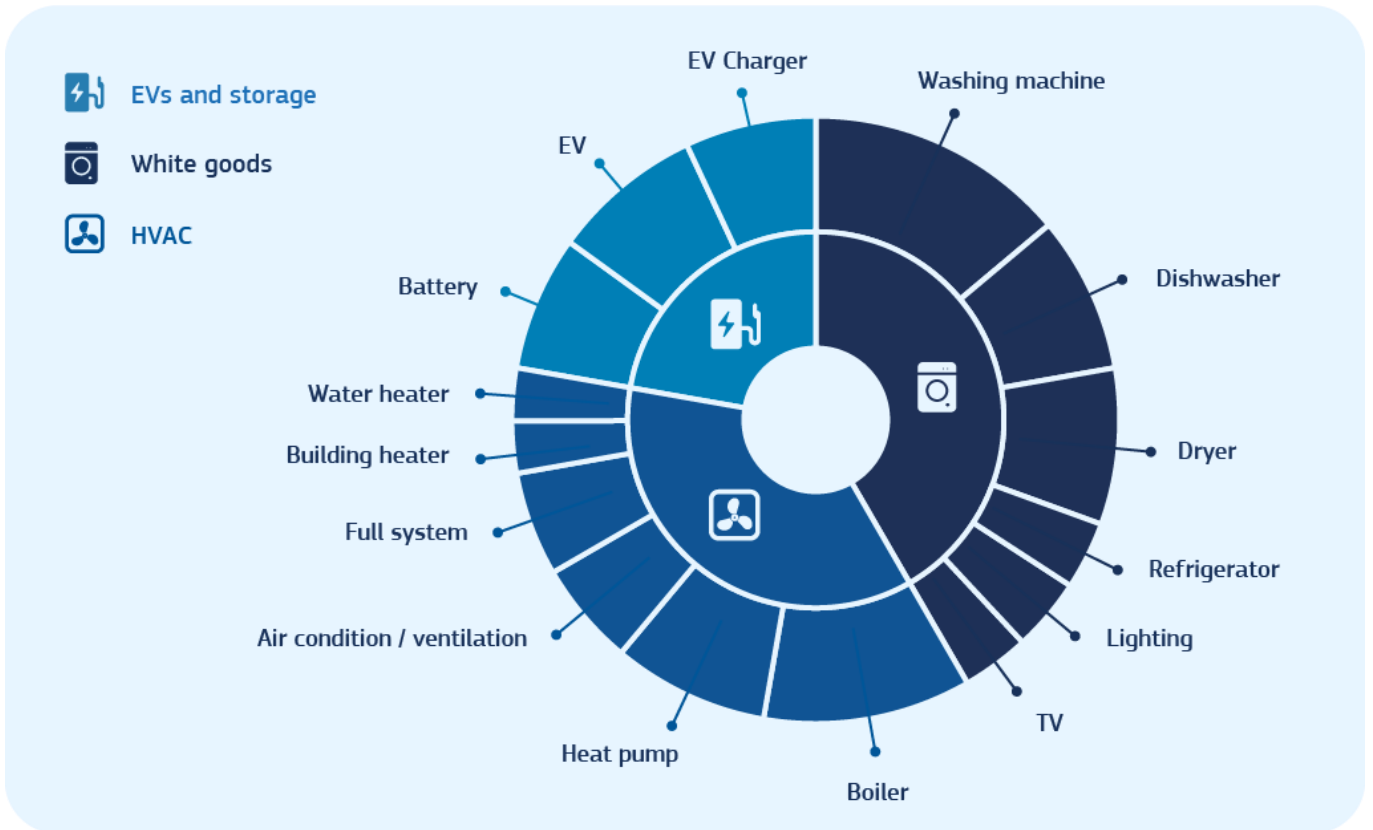 EVs and storage
White goods
HVAC
EV Charger
Washing machine
EV
Dishwasher
Battery
Water heater
Building heater
Dryer
Full system
Refrigerator
Air condition / ventilation
Lighting
TV
Heat pump
Boiler